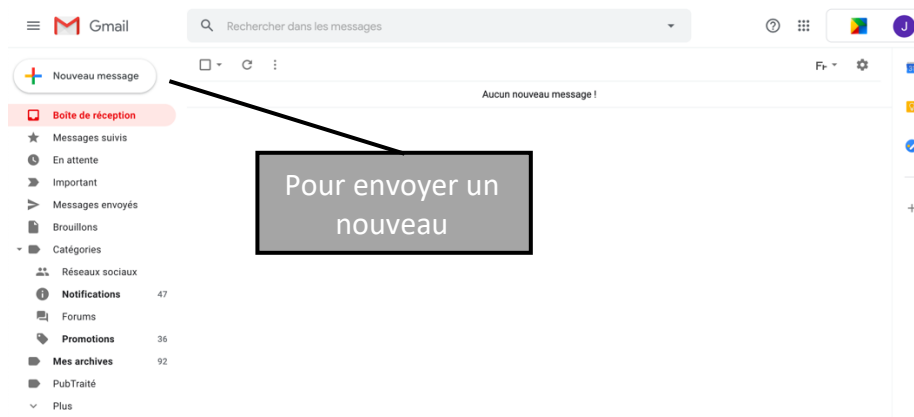 Gmail
Rechercher dans les messages
J
Nouveau message
Fr
Aucun nouveau message !
Boîte de réception
Messages suivis
En attente
Important
Messages envoyés
Brouillons
Catégories
Réseaux sociaux
Notifications 47
Forums
Promotions 36
Mes archives 92
PubTraité
Plus
Pour envoyer un
nouveau